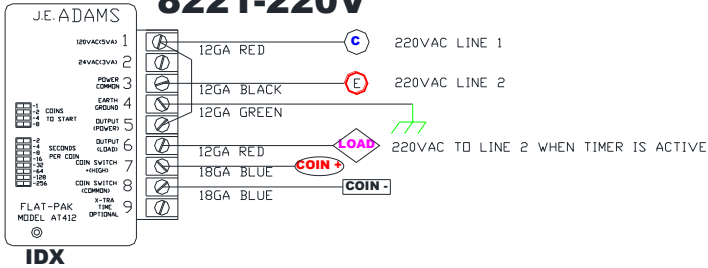 8221-220V
J.E. ADAMS
120VAC(5VA) 1
24VAC(3VA) 2
POWER COMMON 3
EARTH GROUND 4
OUTPUT (POWER) 5
OUTPUT (LOAD) 6
COIN SWITCH +(HIGH) 7
COIN SWITCH (COMMON) 8
X-TRA TIME OPTIONAL 9
-1
-2
-4
-8
COINS TO START
-2
-4
-8
-16
-32
-64
-128
-256
SECONDS PER COIN
FLAT-PAK
MODEL AT412
IDX
12GA RED
C
220VAC LINE 1
12GA BLACK
E
220VAC LINE 2
12GA GREEN
12GA RED
LOAD
220VAC TO LINE 2 WHEN TIMER IS ACTIVE
18GA BLUE
COIN +
18GA BLUE
COIN -